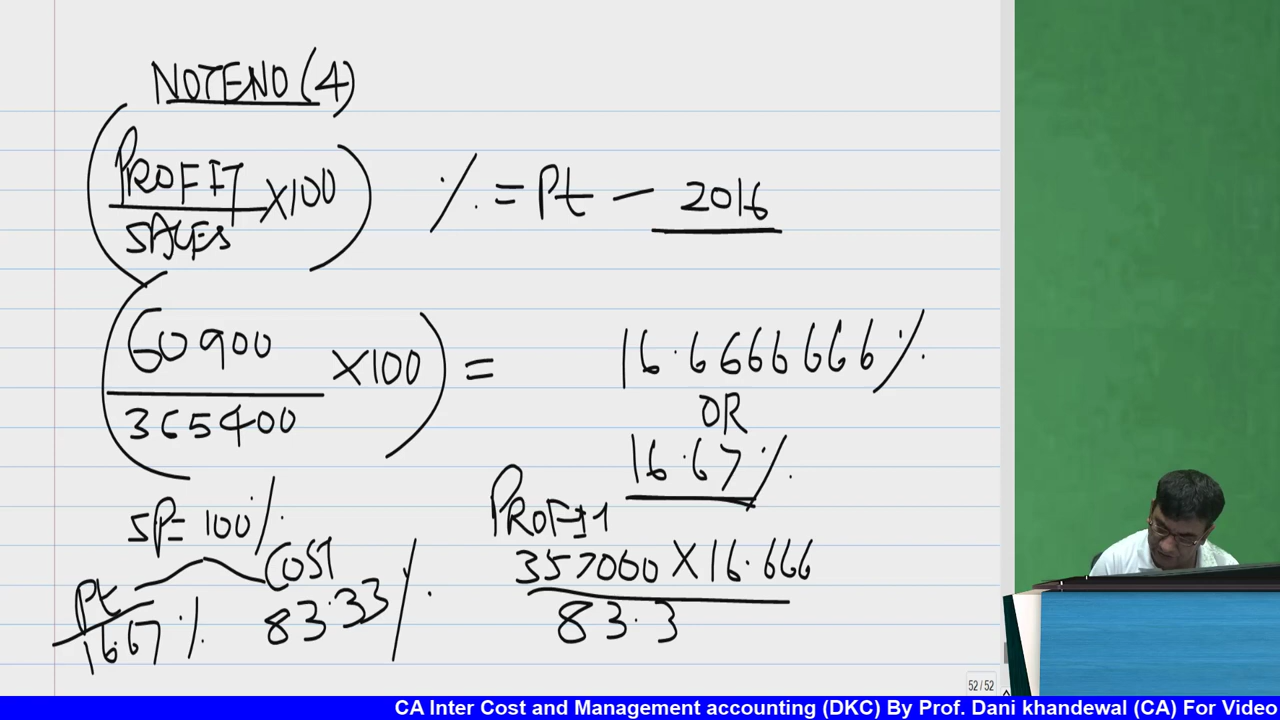 NOTE NO (4)
(PROFIT / SALES × 100) % = Pt — 2016
(60900 / 365400 × 100) = 16.6666666%
OR
16.67%
SP = 100%
Pt 16.67% COST 83.33%
PROFIT
357000 × 16.666
83.3
52/52
CA Inter Cost and Management accounting (DKC) By Prof. Dani khandewal (CA) For Video